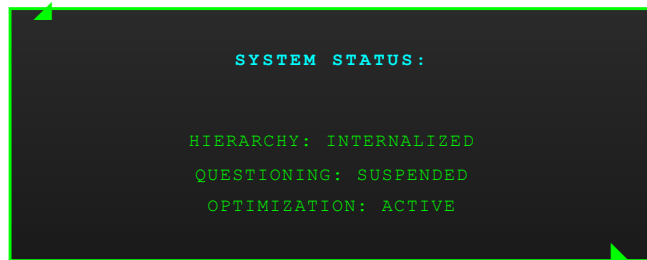 SYSTEM STATUS:
HIERARCHY: INTERNALIZED
QUESTIONING: SUSPENDED
OPTIMIZATION: ACTIVE